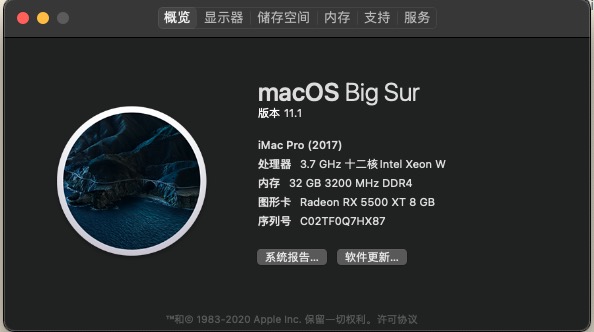 概览 显示器 储存空间 内存 支持 服务
macOS Big Sur
版本 11.1
iMac Pro (2017)
处理器 3.7 GHz 十二核Intel Xeon W
内存 32 GB 3200 MHz DDR4
图形卡 Radeon RX 5500 XT 8 GB
序列号 C02TF0Q7HX87
系统报告... 软件更新...
™和© 1983-2020 Apple Inc. 保留一切权利。许可协议